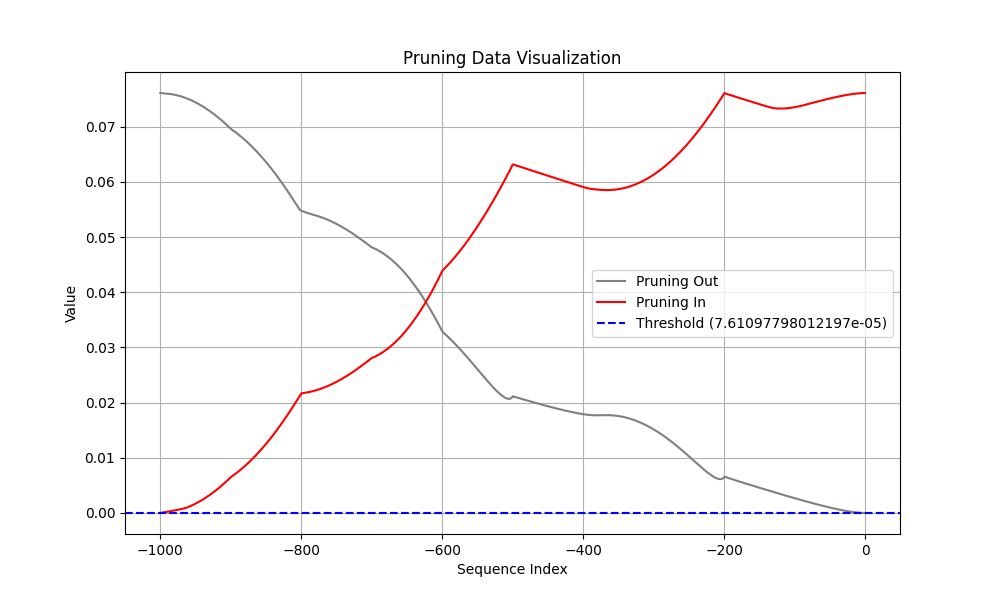 Pruning Data Visualization
Value
0.07
0.06
0.05
0.04
0.03
0.02
0.01
0.00
Pruning Out
Pruning In
Threshold (7.61097798012197e-05)
−1000
−800
−600
−400
−200
0
Sequence Index